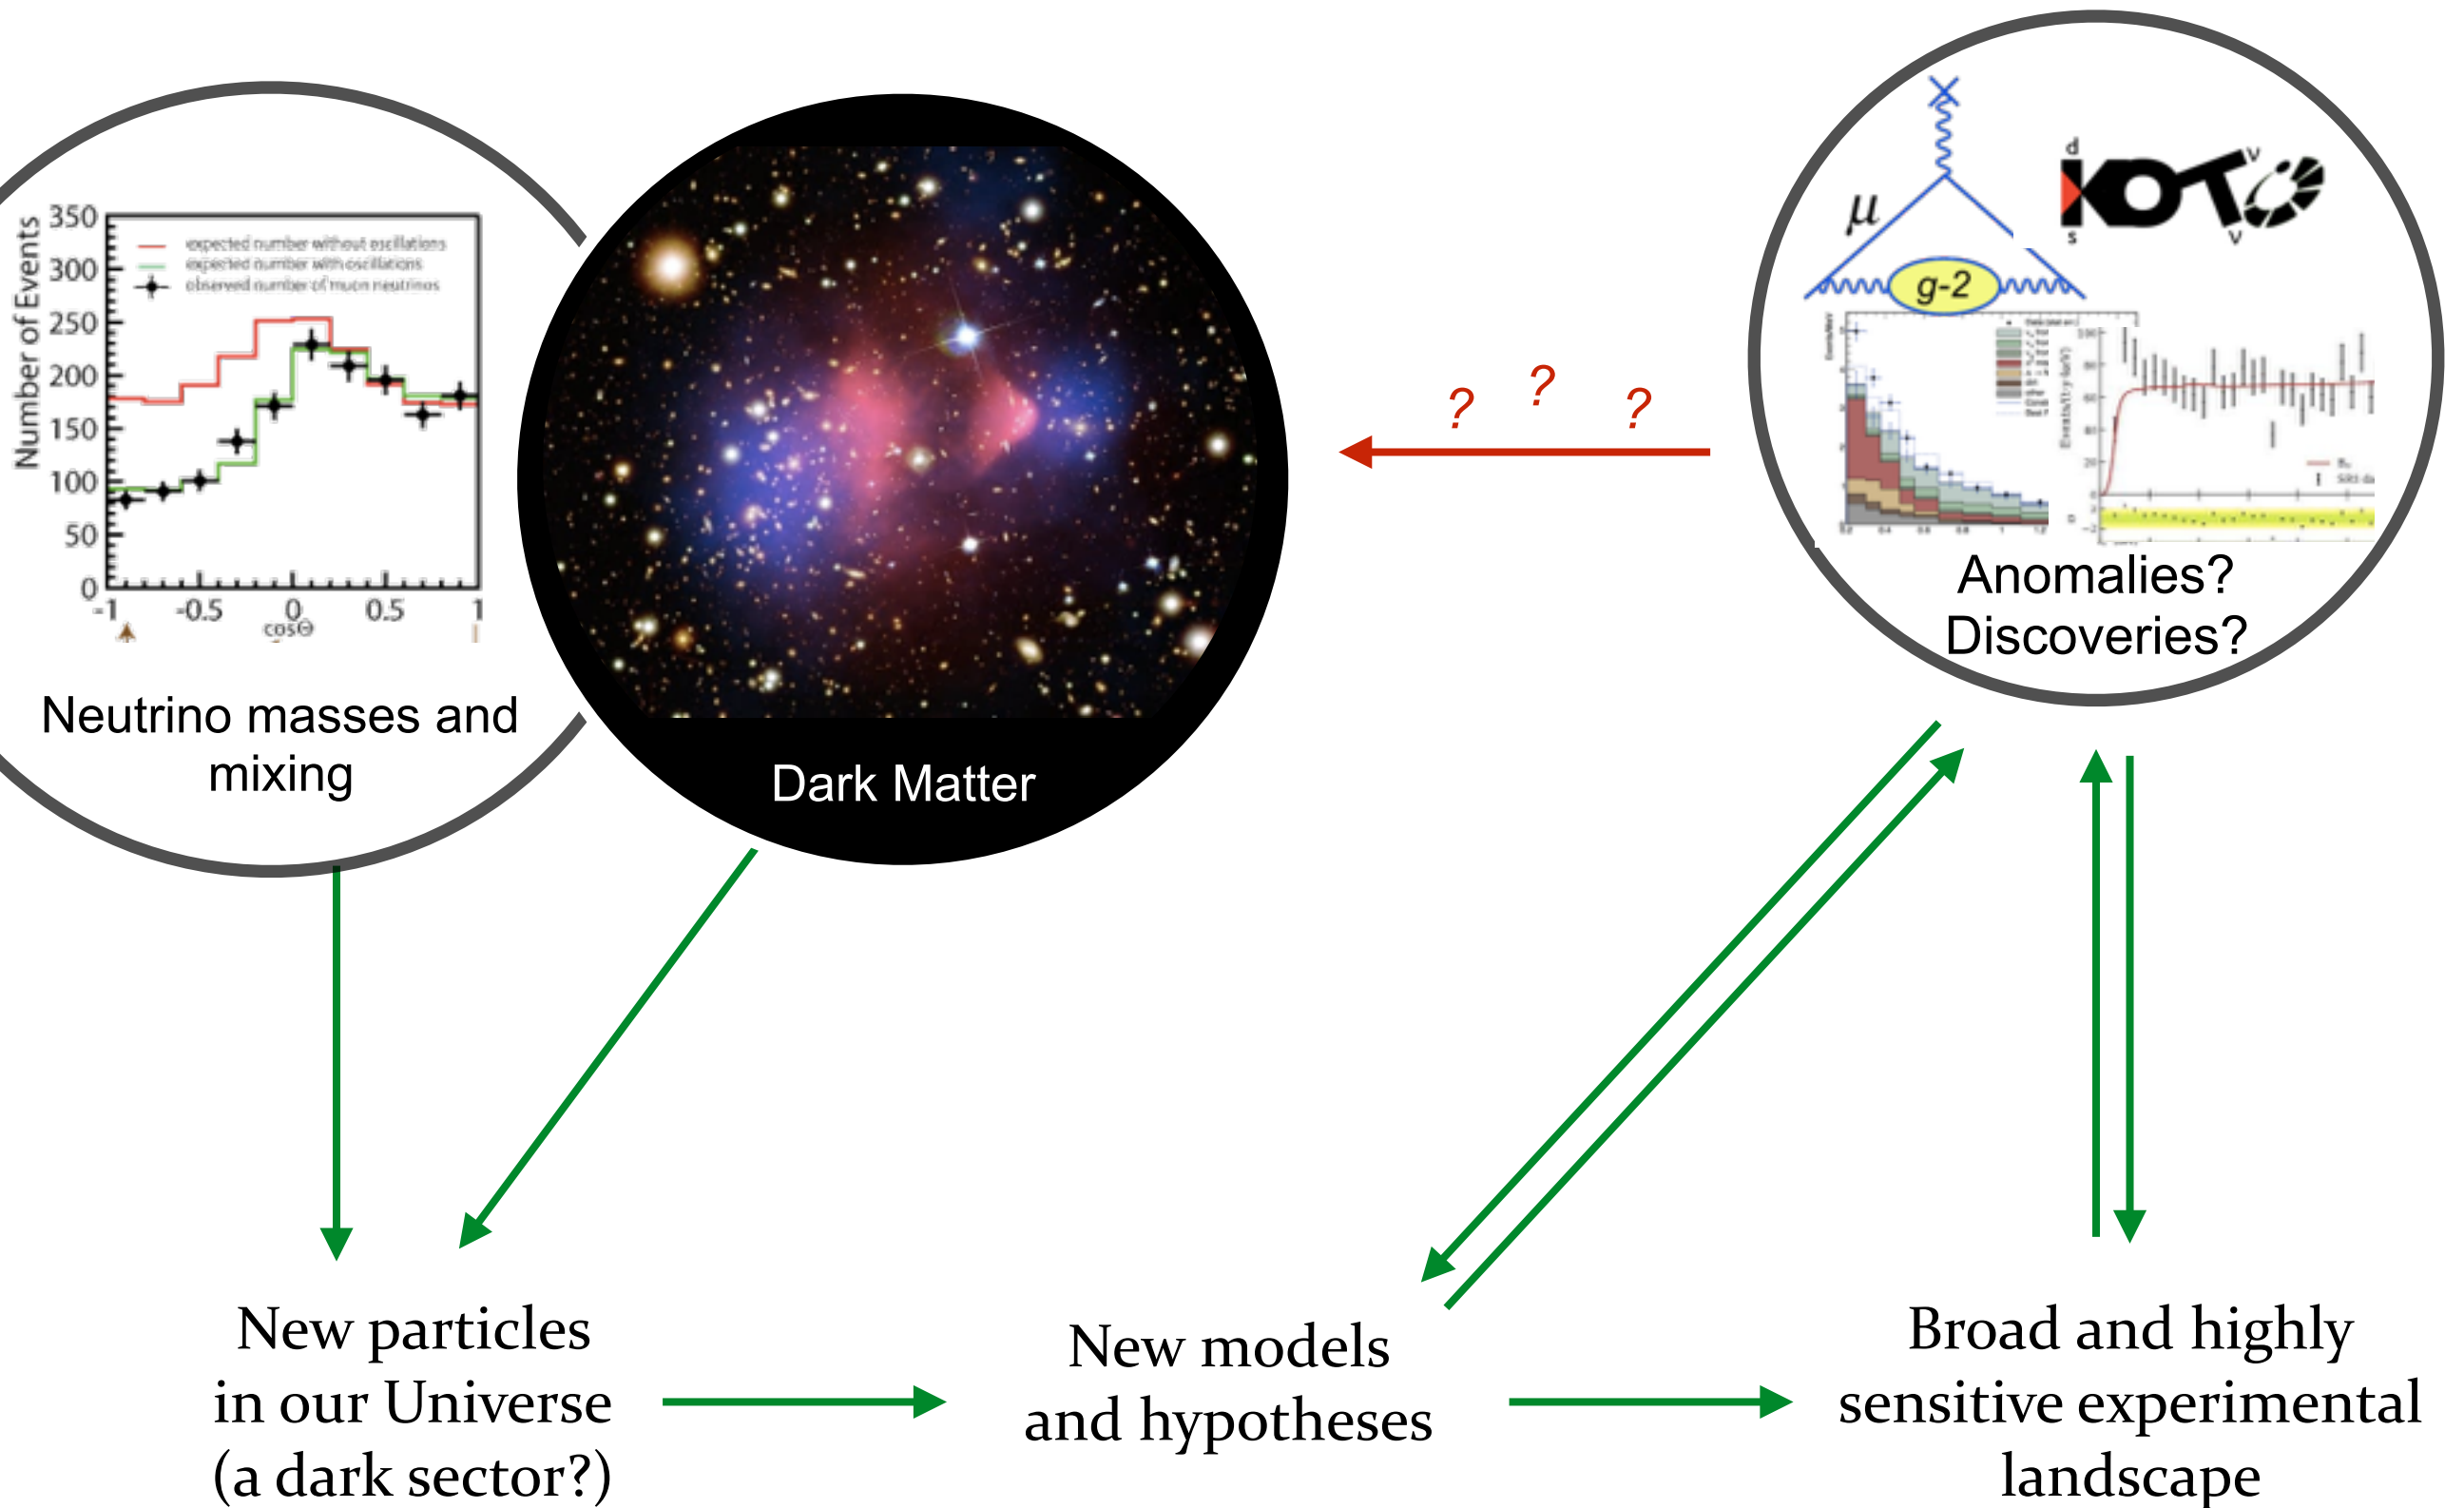 Number of Events
350
300
250
200
150
100
50
0
-1 -0.5 0 0.5 1
cosΘ
expected number without oscillations
expected number with oscillations
observed number of muon neutrinos
Neutrino masses and
mixing
Dark Matter
? ? ?
μ
g-2
d
KOTO
s
ν
ν
Anomalies?
Discoveries?
New particles
in our Universe
(a dark sector?)
New models
and hypotheses
Broad and highly
sensitive experimental
landscape